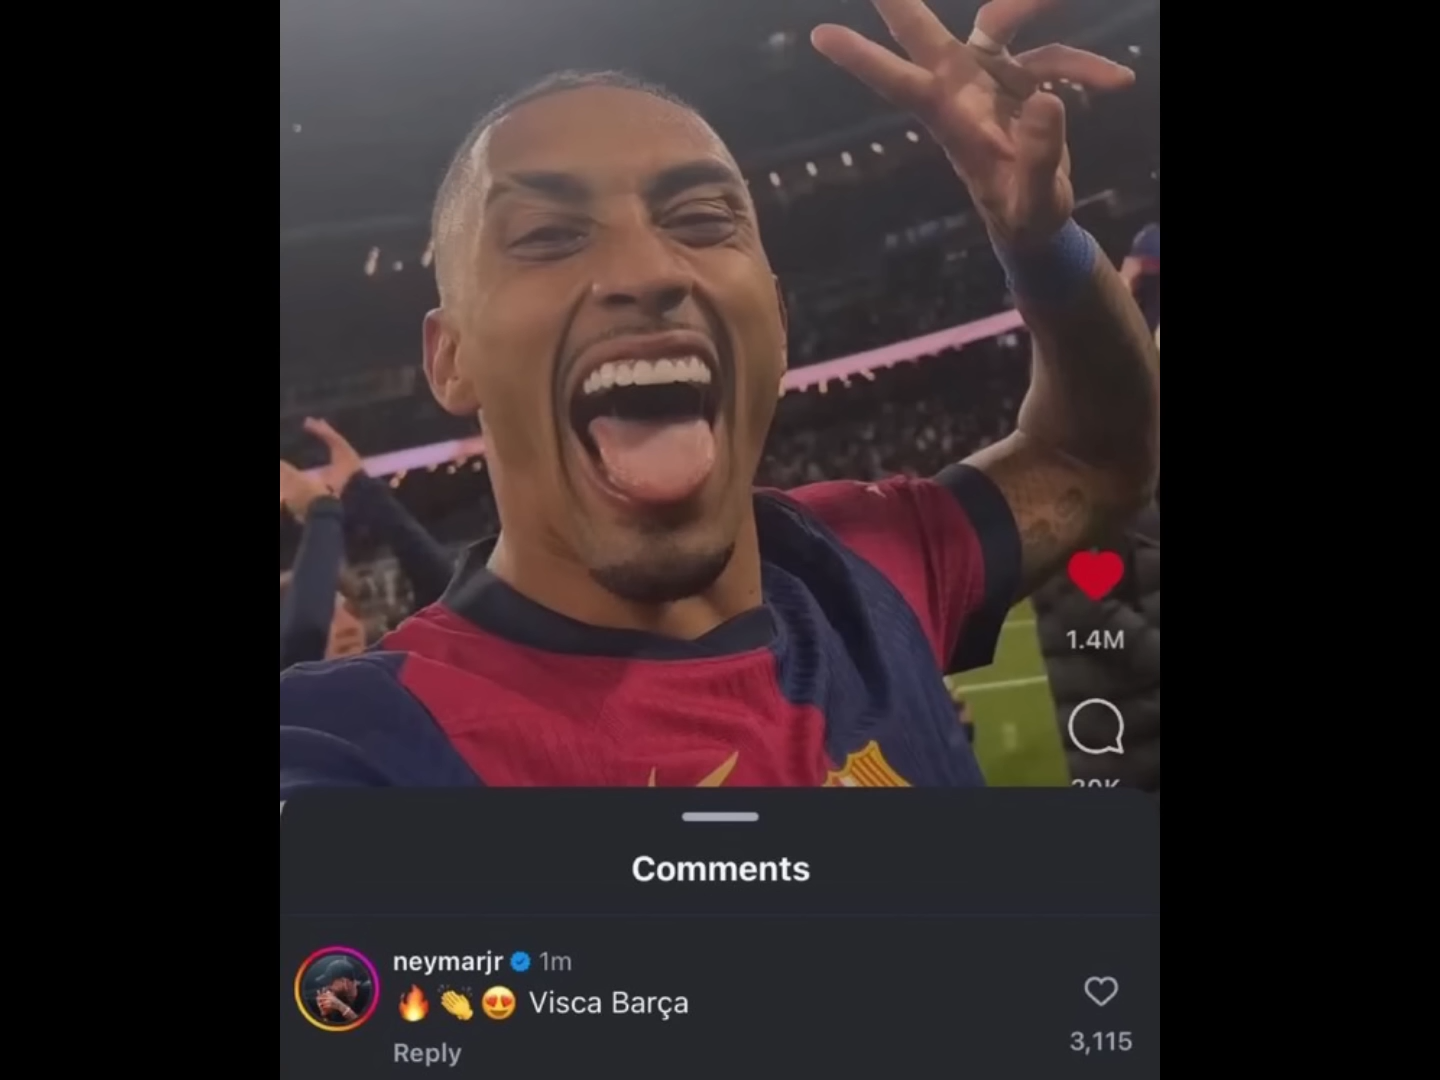 1.4M
Comments
neymarjr 1m
🔥👏😍 Visca Barça
3,115
Reply